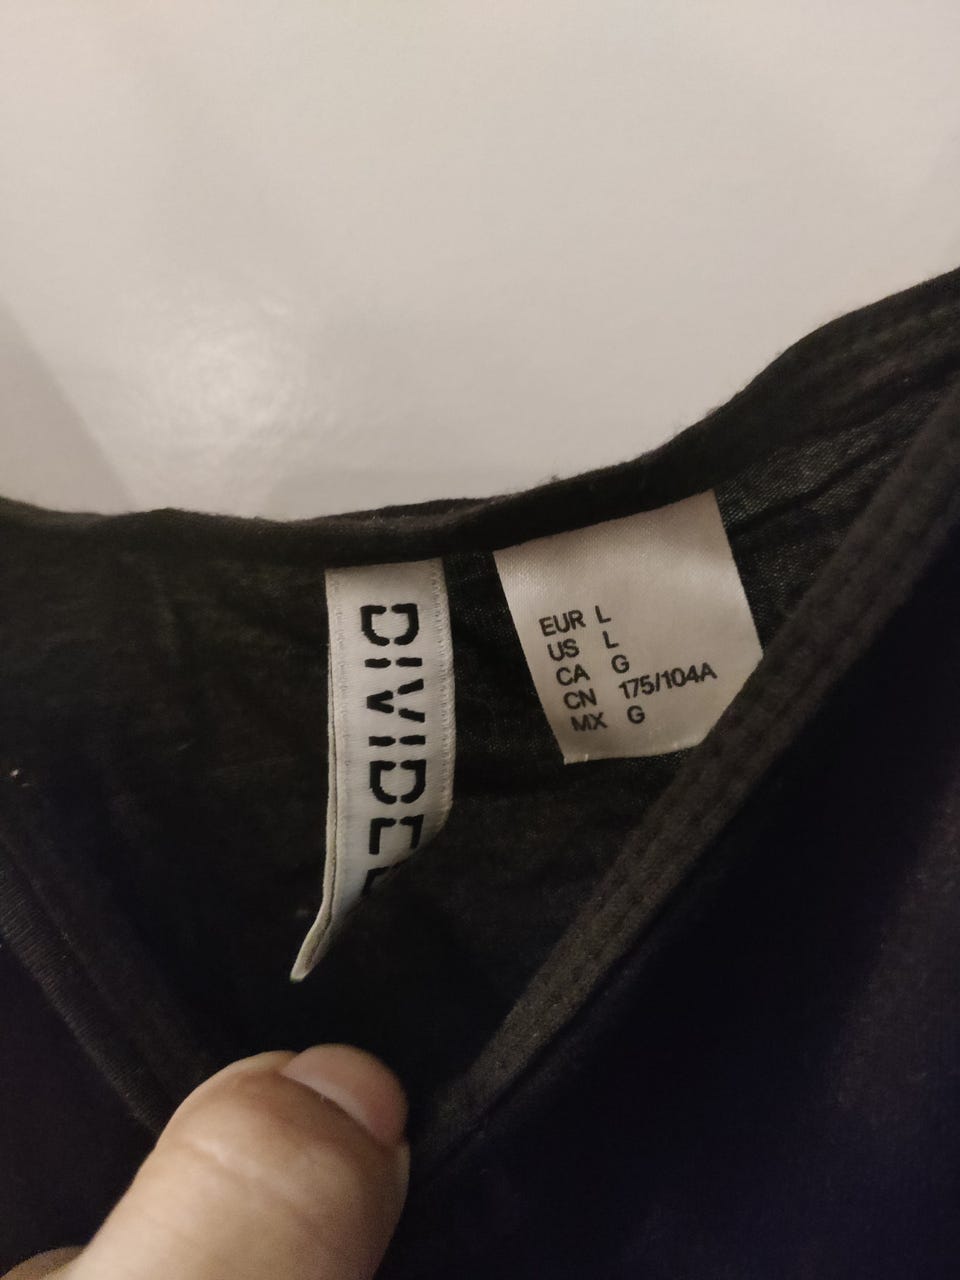 DIVIDE
EUR L
US L
CA G
CN 175/104A
MX G